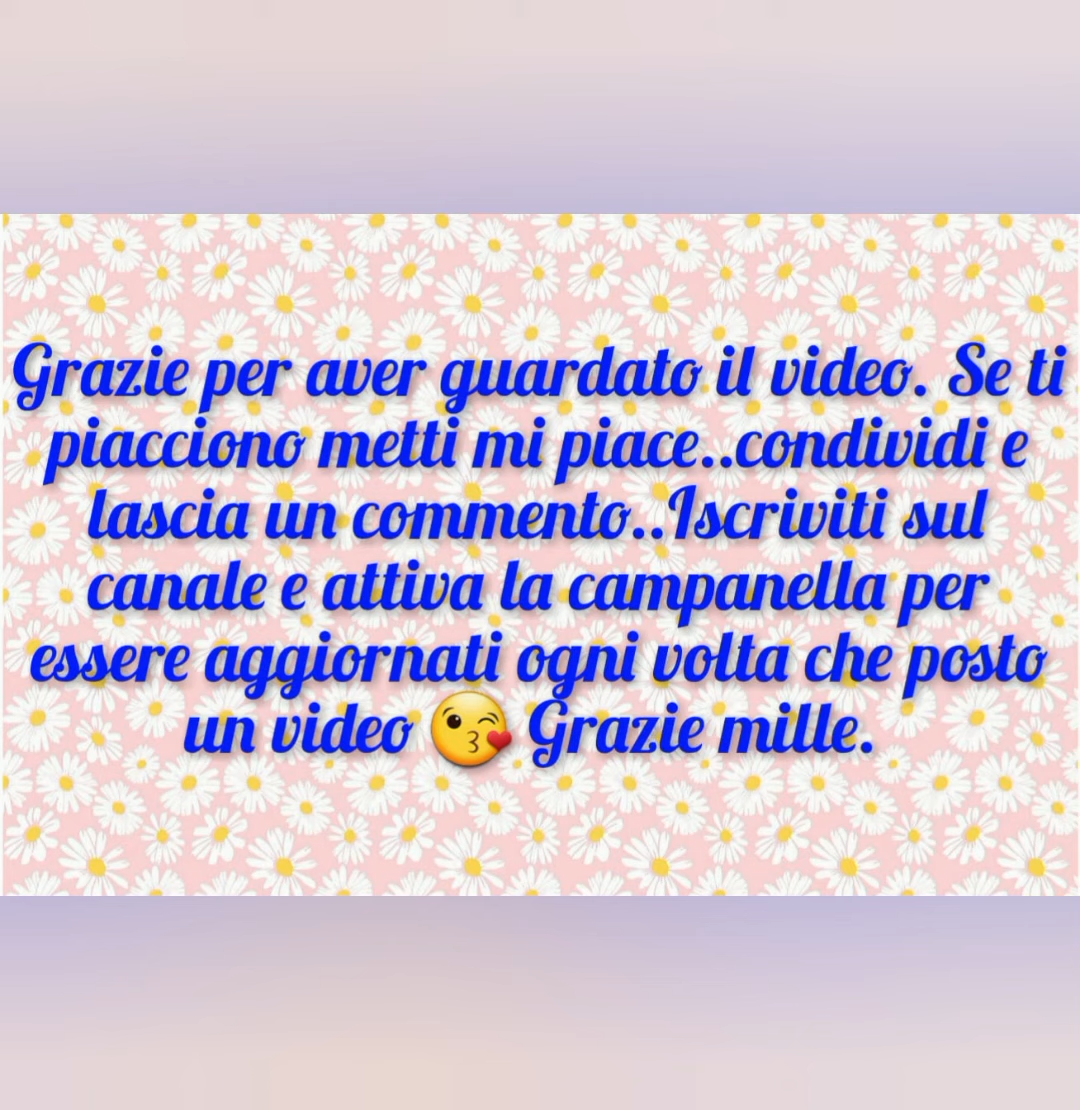 Grazie per aver guardato il video. Se ti
piacciono metti mi piace..condividi e
lascia un commento..Iscriviti sul
canale e attiva la campanella per
essere aggiornati ogni volta che posto
un video 😘 Grazie mille.